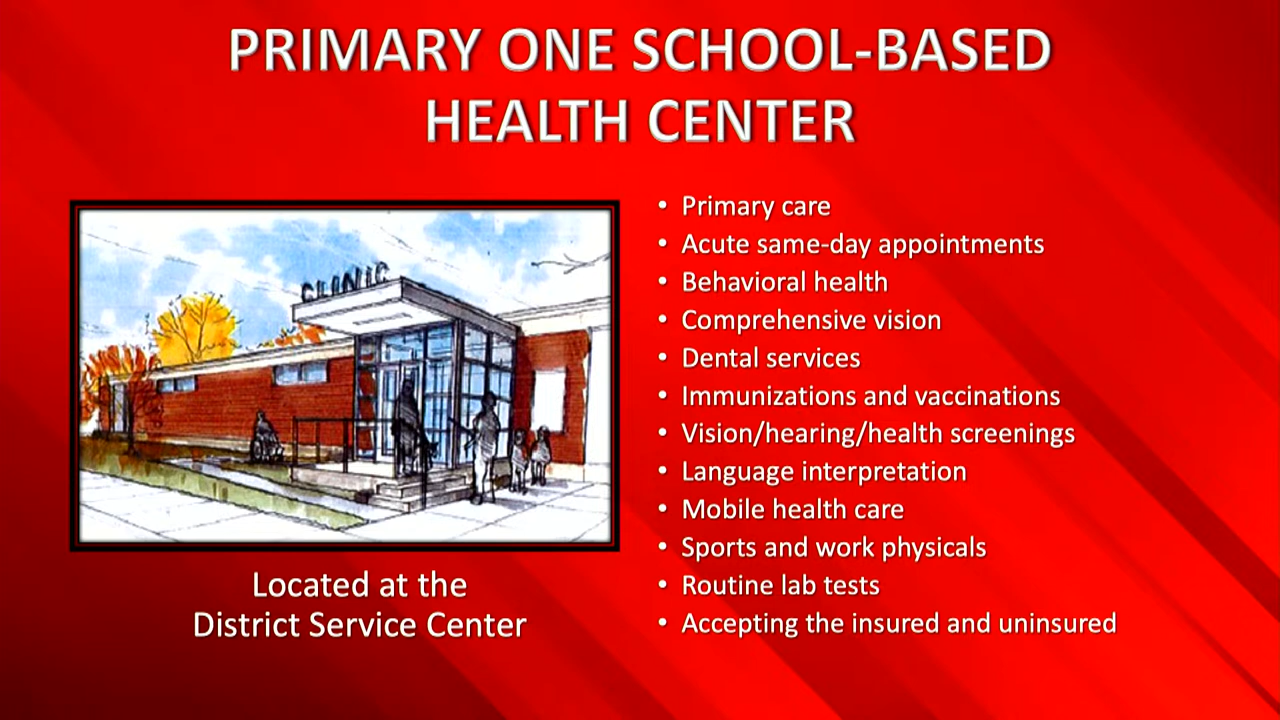 PRIMARY ONE SCHOOL-BASED
HEALTH CENTER
CLINIC
Located at the
District Service Center
• Primary care
• Acute same-day appointments
• Behavioral health
• Comprehensive vision
• Dental services
• Immunizations and vaccinations
• Vision/hearing/health screenings
• Language interpretation
• Mobile health care
• Sports and work physicals
• Routine lab tests
• Accepting the insured and uninsured